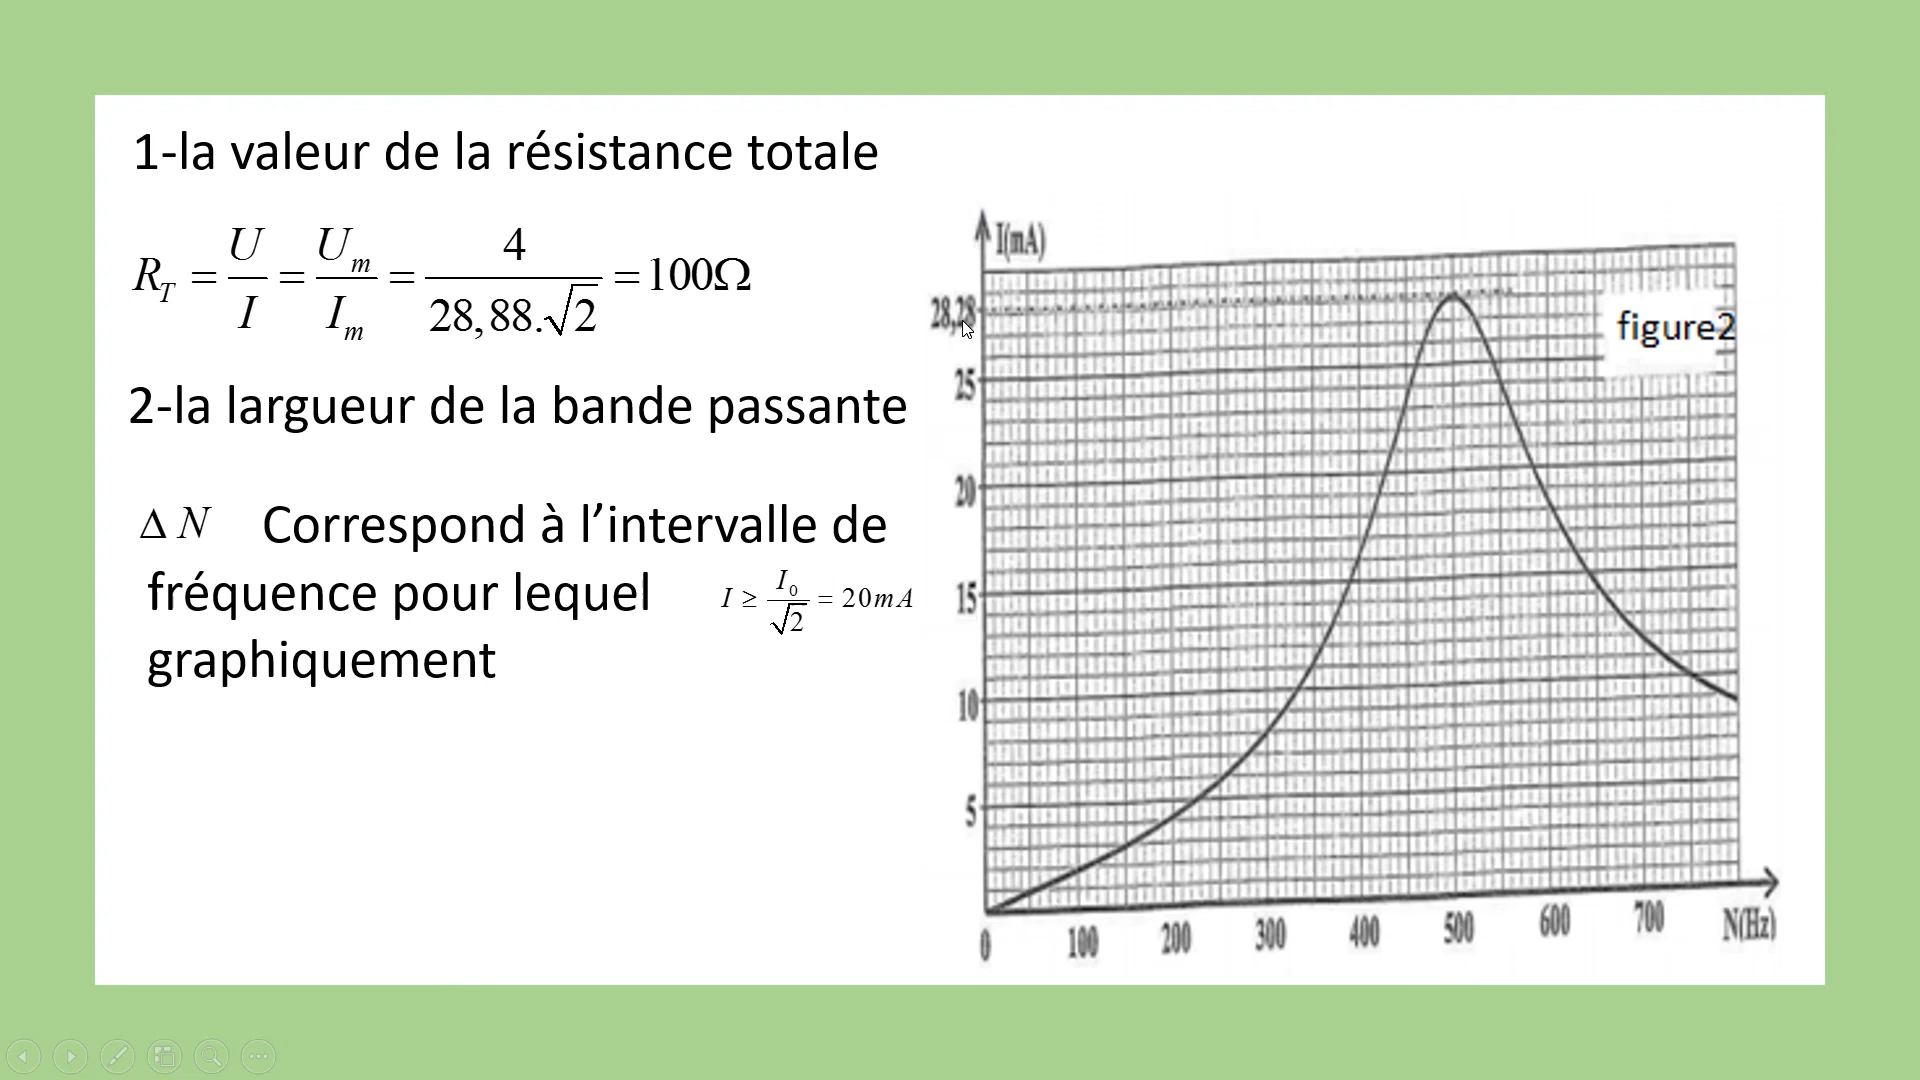 1-la valeur de la résistance totale
R_T = U/I = U_m/I_m = 4/(28,88.√2) = 100Ω
2-la largueur de la bande passante
Δ N Correspond à l’intervalle de
fréquence pour lequel I ≥ I_0/√2 = 20mA
graphiquement
I(mA)
28,28
25
20
15
10
5
figure2
0 100 200 300 400 500 600 700 N(Hz)